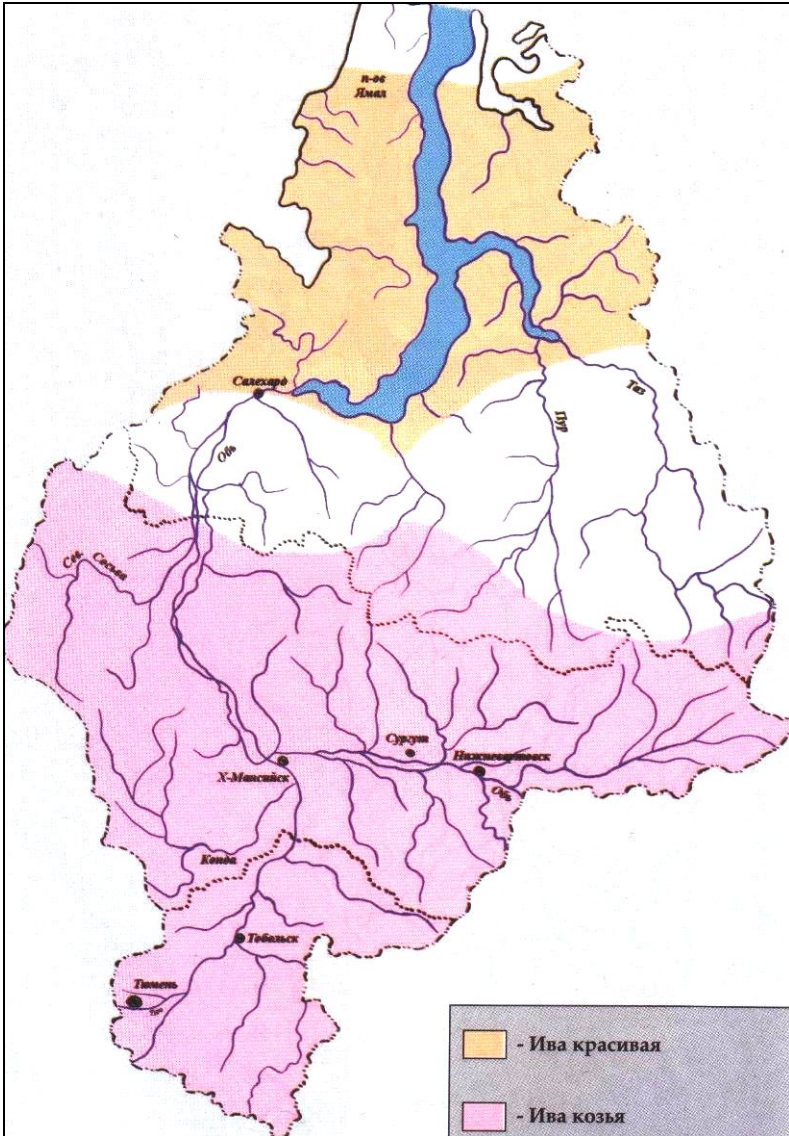 п-ов
Ямал
Салехард
Таз
Пур
Обь
Сев. Сосьва
Сургут
Нижневартовск
Х-Мансийск
Обь
Конда
Тобольск
Тюмень
- Ива красивая
- Ива козья